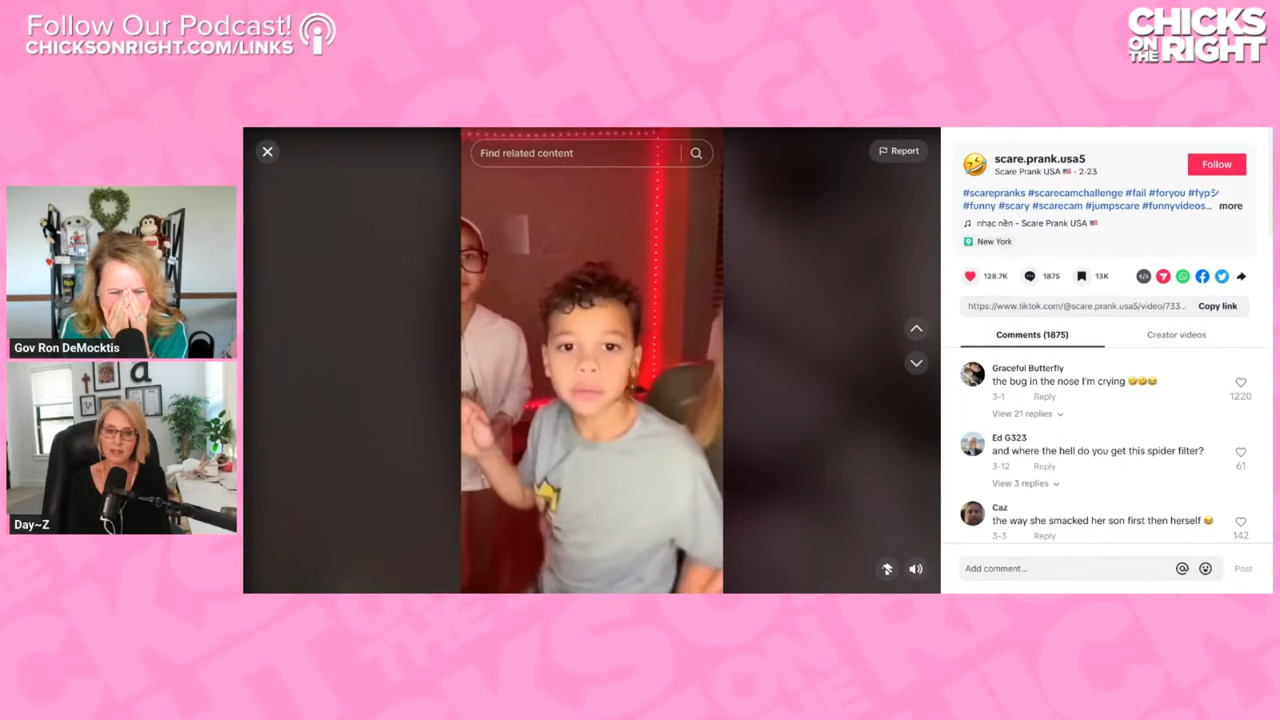 Follow Our Podcast!
CHICKSONRIGHT.COM/LINKS
CHICKS
ON THE RIGHT
Gov Ron DeMocktis
a
Day~Z
Find related content
Report
scare.prank.usa5
Scare Prank USA 🇺🇸 · 2-23
Follow
#scarepranks #scarecamchallenge #fail #foryou #fypシ
#funny #scary #scarecam #jumpscare #funnyvideos... more
nhạc nền - Scare Prank USA 🇺🇸
New York
128.7K
1875
13K
https://www.tiktok.com/@scare.prank.usa5/video/733... Copy link
Comments (1875)
Creator videos
Graceful Butterfly
the bug in the nose I'm crying 🤣🤣😂
1220
3-1 Reply
View 21 replies
Ed G323
and where the hell do you get this spider filter?
61
3-12 Reply
View 3 replies
Caz
the way she smacked her son first then herself 😂
142
3-3 Reply
Add comment...
Post